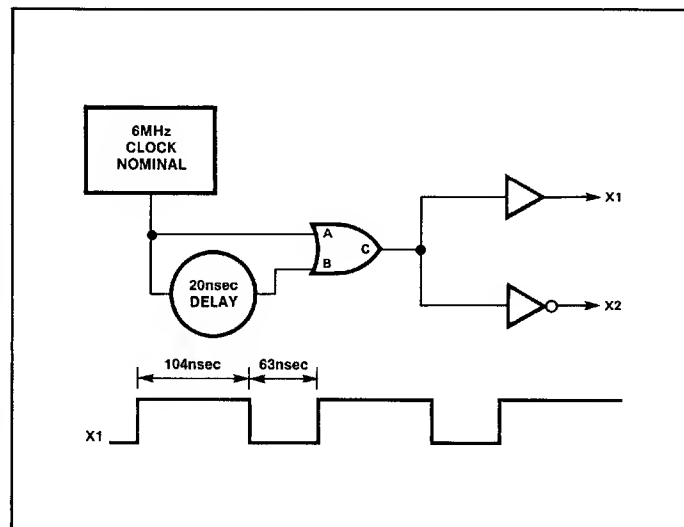 6MHz
CLOCK
NOMINAL
A
B
C
X1
20nsec
DELAY
X2
104nsec
63nsec
X1